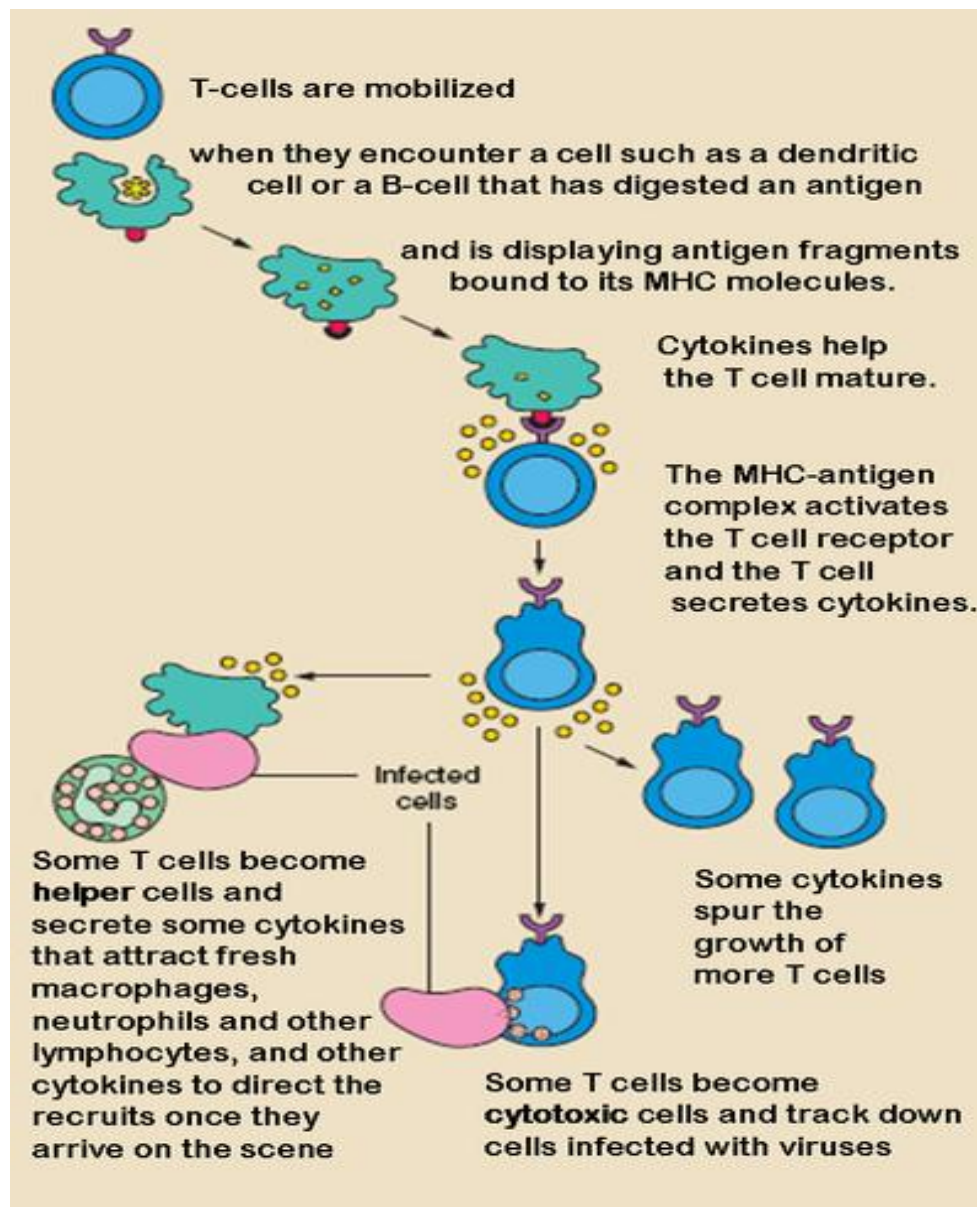 T-cells are mobilized
when they encounter a cell such as a dendritic
cell or a B-cell that has digested an antigen
and is displaying antigen fragments
bound to its MHC molecules.
Cytokines help
the T cell mature.
The MHC-antigen
complex activates
the T cell receptor
and the T cell
secretes cytokines.
Infected
cells
Some T cells become
helper cells and
secrete some cytokines
that attract fresh
macrophages,
neutrophils and other
lymphocytes, and other
cytokines to direct the
recruits once they
arrive on the scene
Some cytokines
spur the
growth of
more T cells
Some T cells become
cytotoxic cells and track down
cells infected with viruses